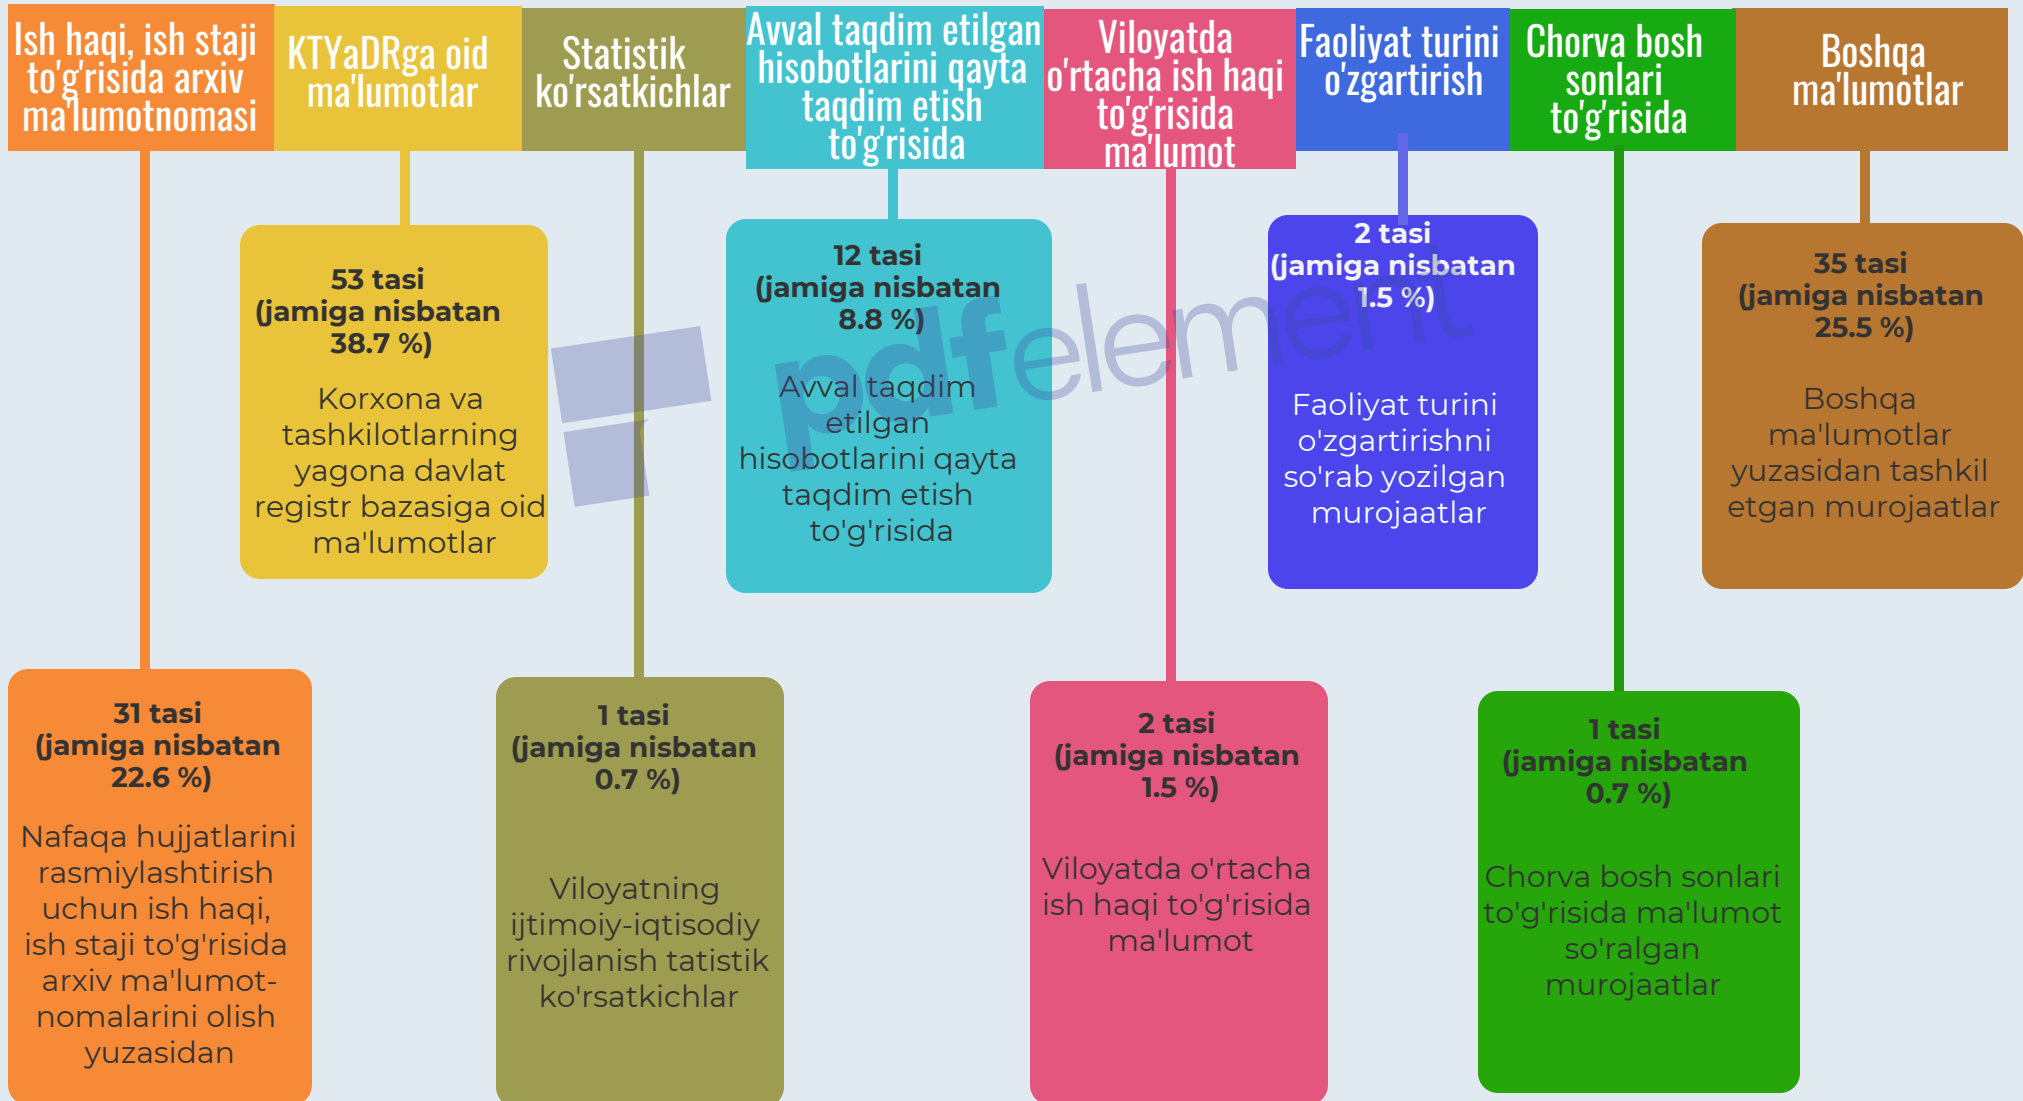 Ish haqi, ish staji
to'g'risida arxiv
ma'lumotnomasi
KTYaDRga oid
ma'lumotlar
Statistik
ko'rsatkichlar
Avval taqdim etilgan
hisobotlarini qayta
taqdim etish
to'g'risida
Viloyatda
o'rtacha ish haqi
to'g'risida
ma'lumot
Faoliyat turini
o'zgartirish
Chorva bosh
sonlari
to'g'risida
Boshqa
ma'lumotlar
53 tasi
(jamiga nisbatan
38.7 %)
Korxona va
tashkilotlarning
yagona davlat
registr bazasiga oid
ma'lumotlar
12 tasi
(jamiga nisbatan
8.8 %)
Avval taqdim
etilgan
hisobotlarini qayta
taqdim etish
to'g'risida
2 tasi
(jamiga nisbatan
1.5 %)
Faoliyat turini
o'zgartirishni
so'rab yozilgan
murojaatlar
35 tasi
(jamiga nisbatan
25.5 %)
Boshqa
ma'lumotlar
yuzasidan tashkil
etgan murojaatlar
pdfelement
31 tasi
(jamiga nisbatan
22.6 %)
Nafaqa hujjatlarini
rasmiylashtirish
uchun ish haqi,
ish staji to'g'risida
arxiv ma'lumot-
nomalarini olish
yuzasidan
1 tasi
(jamiga nisbatan
0.7 %)
Viloyatning
ijtimoiy-iqtisodiy
rivojlanish tatistik
ko'rsatkichlar
2 tasi
(jamiga nisbatan
1.5 %)
Viloyatda o'rtacha
ish haqi to'g'risida
ma'lumot
1 tasi
(jamiga nisbatan
0.7 %)
Chorva bosh sonlari
to'g'risida ma'lumot
so'ralgan
murojaatlar